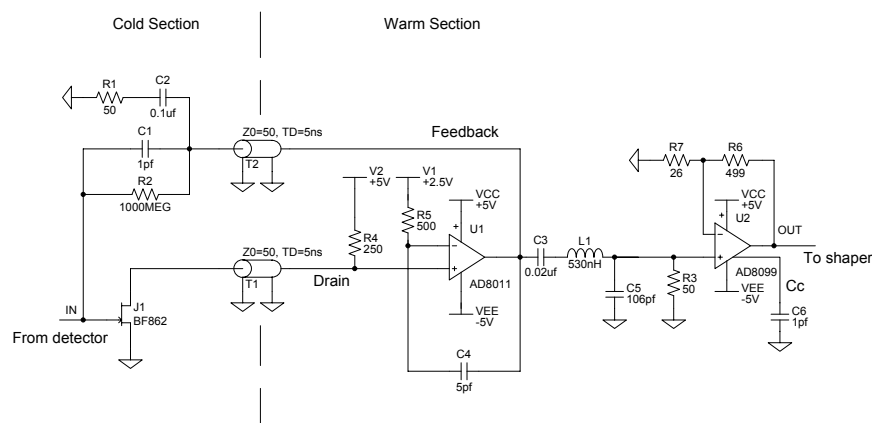 Cold Section
Warm Section
R1
50
C2
0.1uf
C1
1pf
R2
1000MEG
Z0=50, TD=5ns
T2
Feedback
V2
+5V
V1
+2.5V
VCC
+5V
R4
250
R5
500
U1
+
-
+
AD8011
VEE
-5V
C4
5pf
Z0=50, TD=5ns
T1
Drain
IN
J1
BF862
From detector
C3
0.02uf
L1
530nH
C5
106pf
R3
50
R7
26
R6
499
VCC
+5V
U2
+
-
+
OUT
To shaper
AD8099
VEE
-5V
Cc
C6
1pf